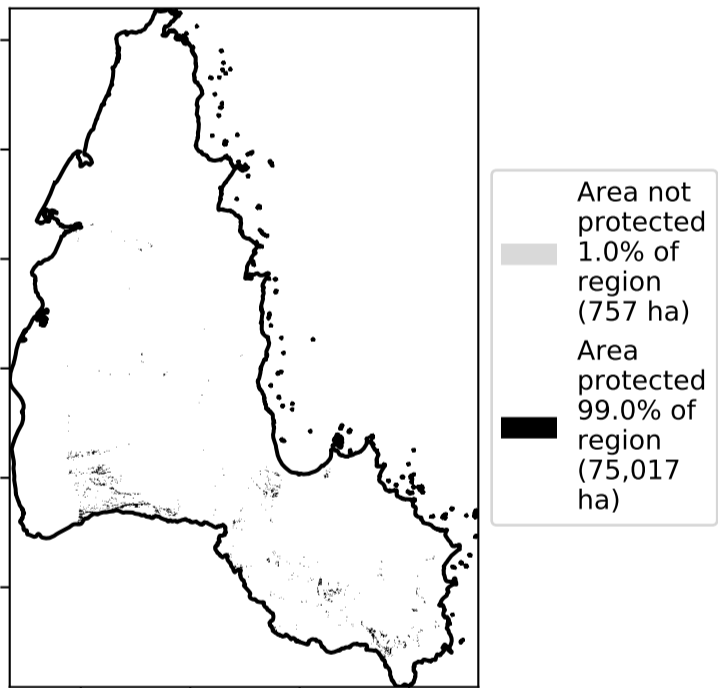 Area not
protected
1.0% of
region
(757 ha)
Area
protected
99.0% of
region
(75,017
ha)